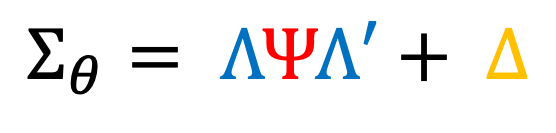 Σ_θ = ΛΨΛ′ + Δ